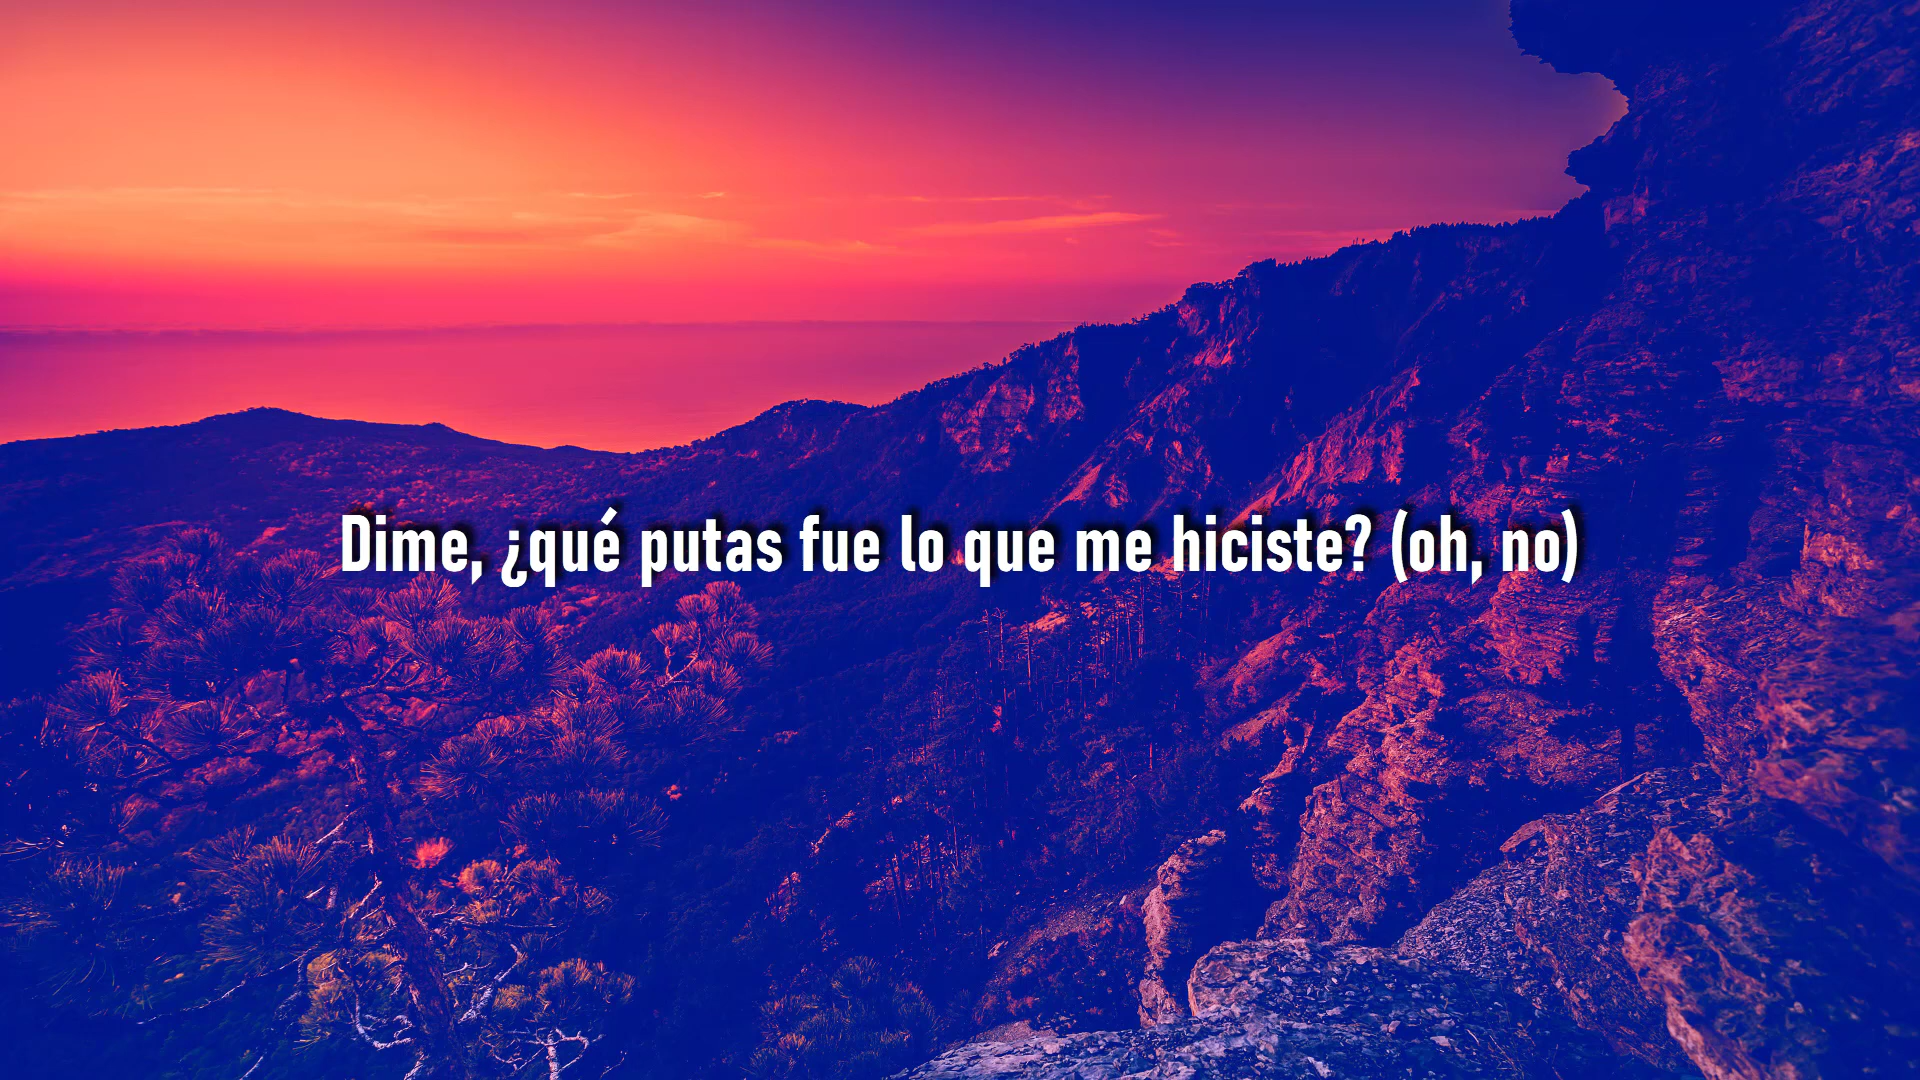 Dime, ¿qué putas fue lo que me hiciste? (oh, no)